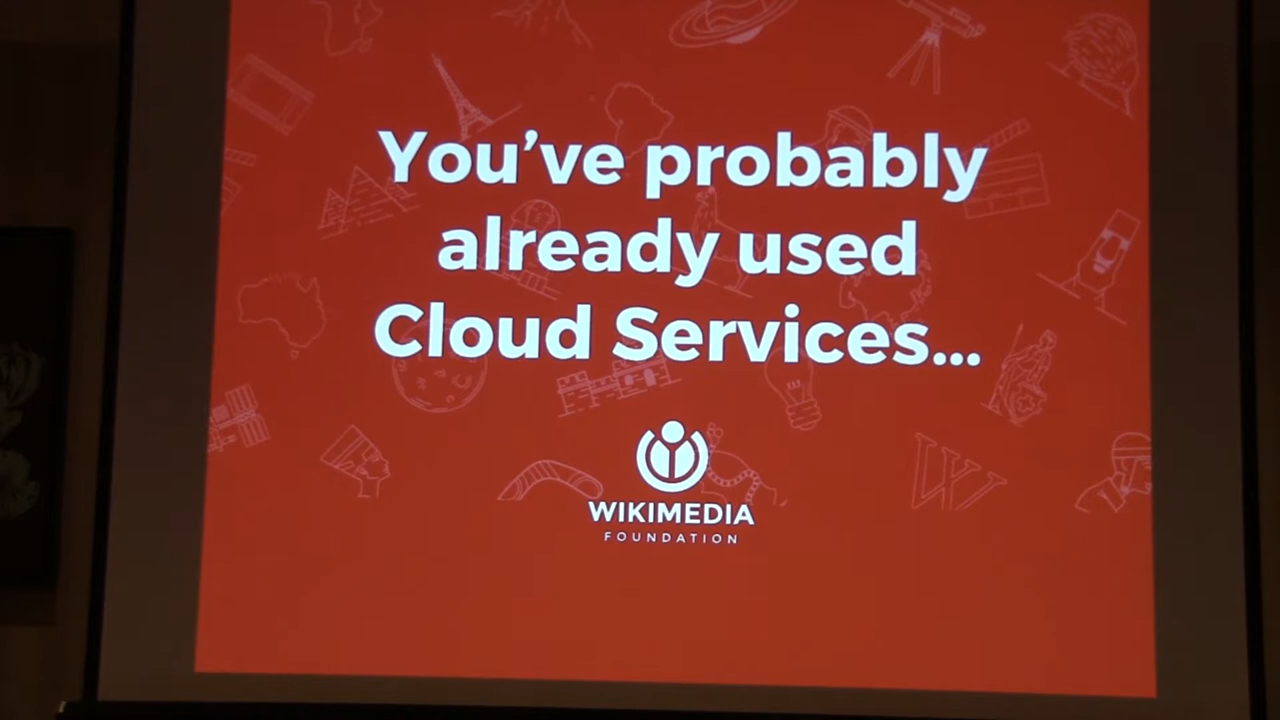 You've probably
already used
Cloud Services...
WIKIMEDIA
FOUNDATION